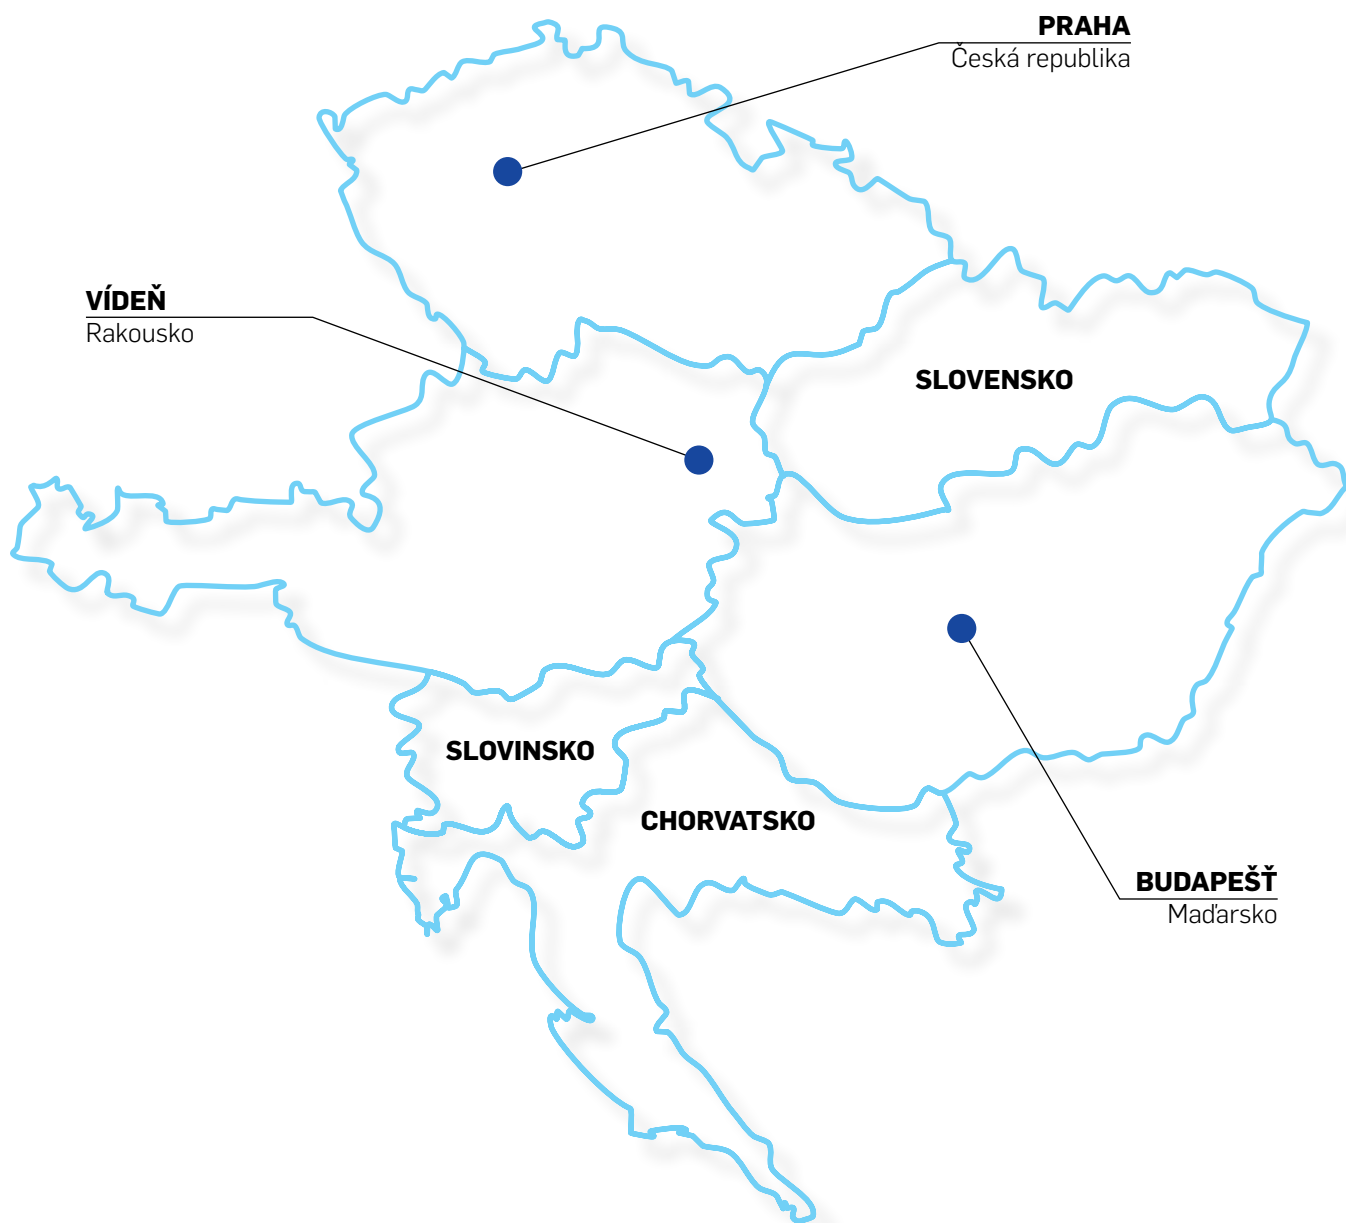 PRAHA
Česká republika
VÍDEŇ
Rakousko
SLOVENSKO
SLOVINSKO
CHORVATSKO
BUDAPEŠŤ
Maďarsko